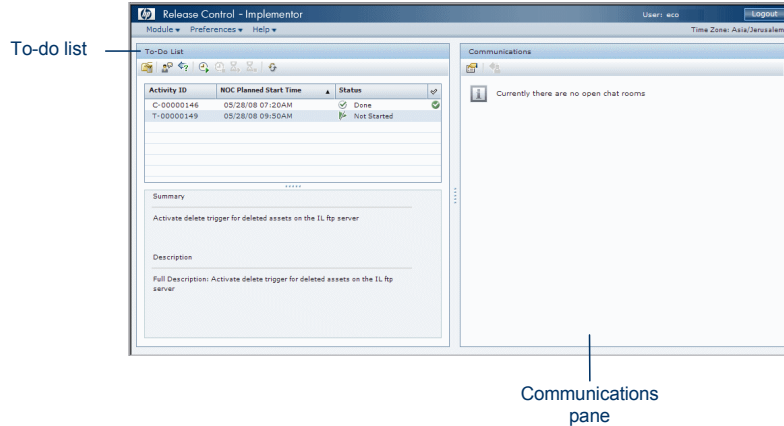 Release Control - Implementor
User: eco
Logout
Module Preferences Help
Time Zone: Asia/Jerusalem
To-do list
To-Do List
Activity ID NOC Planned Start Time Status
C-00000146 05/28/08 07:20AM Done
T-00000149 05/28/08 09:50AM Not Started
Summary
Activate delete trigger for deleted assets on the IL ftp server
Description
Full Description: Activate delete trigger for deleted assets on the IL ftp
server
Communications
Currently there are no open chat rooms
Communications
pane